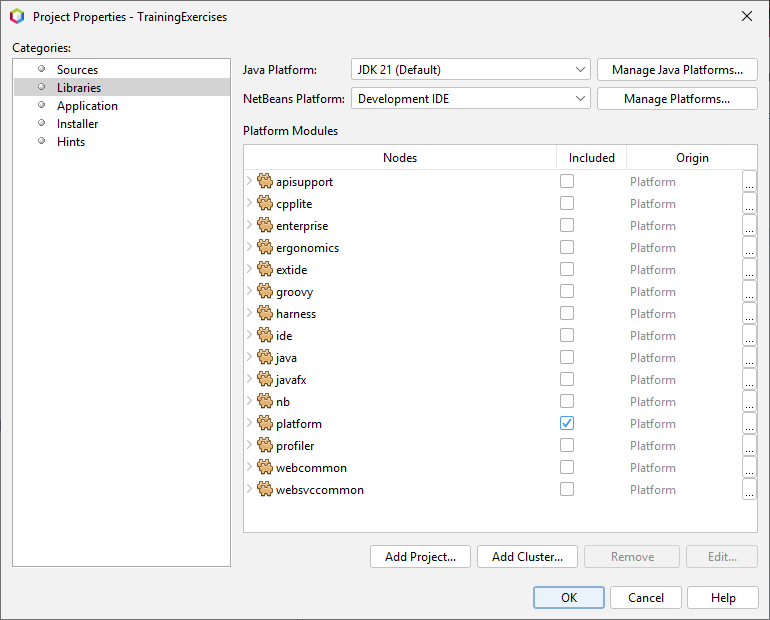 Project Properties - TrainingExercises
Categories:
Sources
Libraries
Application
Installer
Hints
Java Platform: JDK 21 (Default) Manage Java Platforms...
NetBeans Platform: Development IDE Manage Platforms...
Platform Modules
Nodes Included Origin
apisupport Platform ...
cpplite Platform ...
enterprise Platform ...
ergonomics Platform ...
extide Platform ...
groovy Platform ...
harness Platform ...
ide Platform ...
java Platform ...
javafx Platform ...
nb Platform ...
platform Platform ...
profiler Platform ...
webcommon Platform ...
websvccommon Platform ...
Add Project... Add Cluster... Remove Edit...
OK Cancel Help